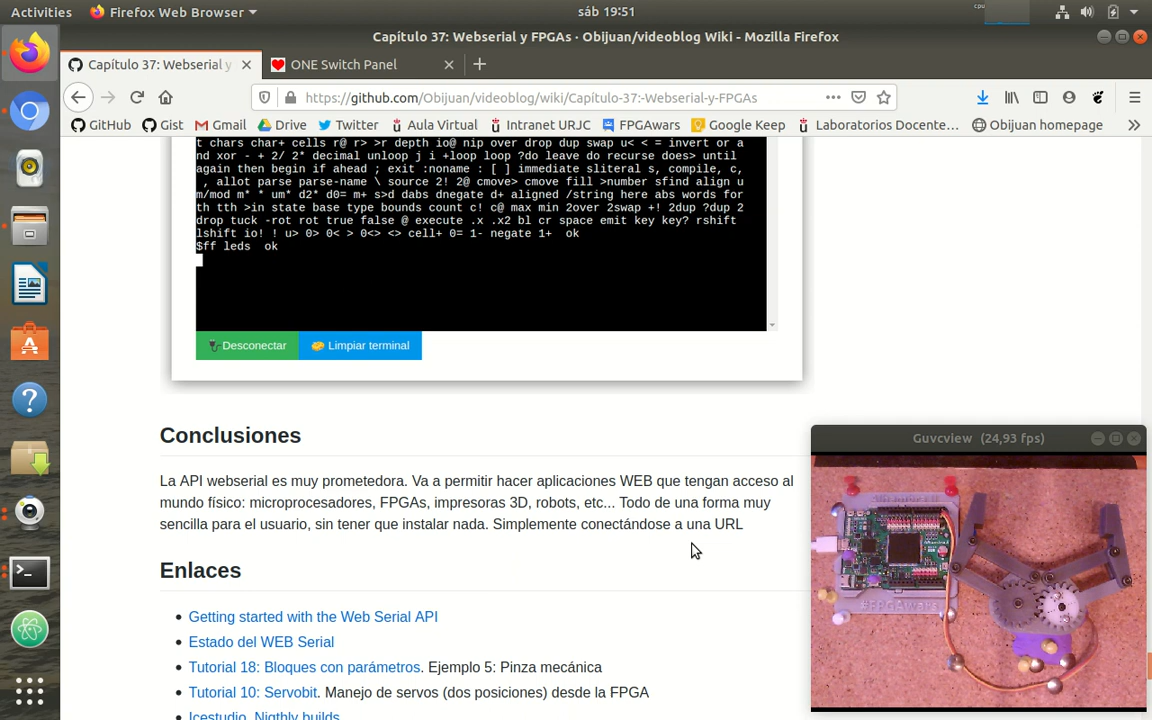 Activities
Firefox Web Browser
sáb 19:51
cpu
Capítulo 37: Webserial y FPGAs · Obijuan/videoblog Wiki - Mozilla Firefox
Capítulo 37: Webserial y
ONE Switch Panel
https://github.com/Obijuan/videoblog/wiki/Capítulo-37:-Webserial-y-FPGAs
GitHub
Gist
Gmail
Drive
Twitter
Aula Virtual
Intranet URJC
FPGAwars
Google Keep
Laboratorios Docente...
Obijuan homepage
t chars char+ cells r@ r> >r depth io@ nip over drop dup swap u< < = invert or a
nd xor - + 2/ 2* decimal unloop j i +loop loop ?do leave do recurse does> until
again then begin if ahead ; exit :noname : [ ] immediate sliteral s, compile, c,
, allot parse parse-name \ source 2! 2@ cmove> cmove fill >number sfind align u
m/mod m* * um* d2* d0= m+ s>d dabs dnegate d+ aligned /string here abs words for
th tth >in state base type bounds count c! c@ max min 2over 2swap +! 2dup ?dup 2
drop tuck -rot rot true false @ execute .x .x2 bl cr space emit key key? rshift
lshift io! ! u> 0> 0< > 0<> <> cell+ 0= 1- negate 1+ ok
$ff leds ok
Desconectar
Limpiar terminal
Conclusiones
La API webserial es muy prometedora. Va a permitir hacer aplicaciones WEB que tengan acceso al
mundo físico: microprocesadores, FPGAs, impresoras 3D, robots, etc... Todo de una forma muy
sencilla para el usuario, sin tener que instalar nada. Simplemente conectándose a una URL
Enlaces
Getting started with the Web Serial API
Estado del WEB Serial
Tutorial 18: Bloques con parámetros. Ejemplo 5: Pinza mecánica
Tutorial 10: Servobit. Manejo de servos (dos posiciones) desde la FPGA
Icestudio, Nigthly builds
Guvcview (24,93 fps)
#FPGAwars